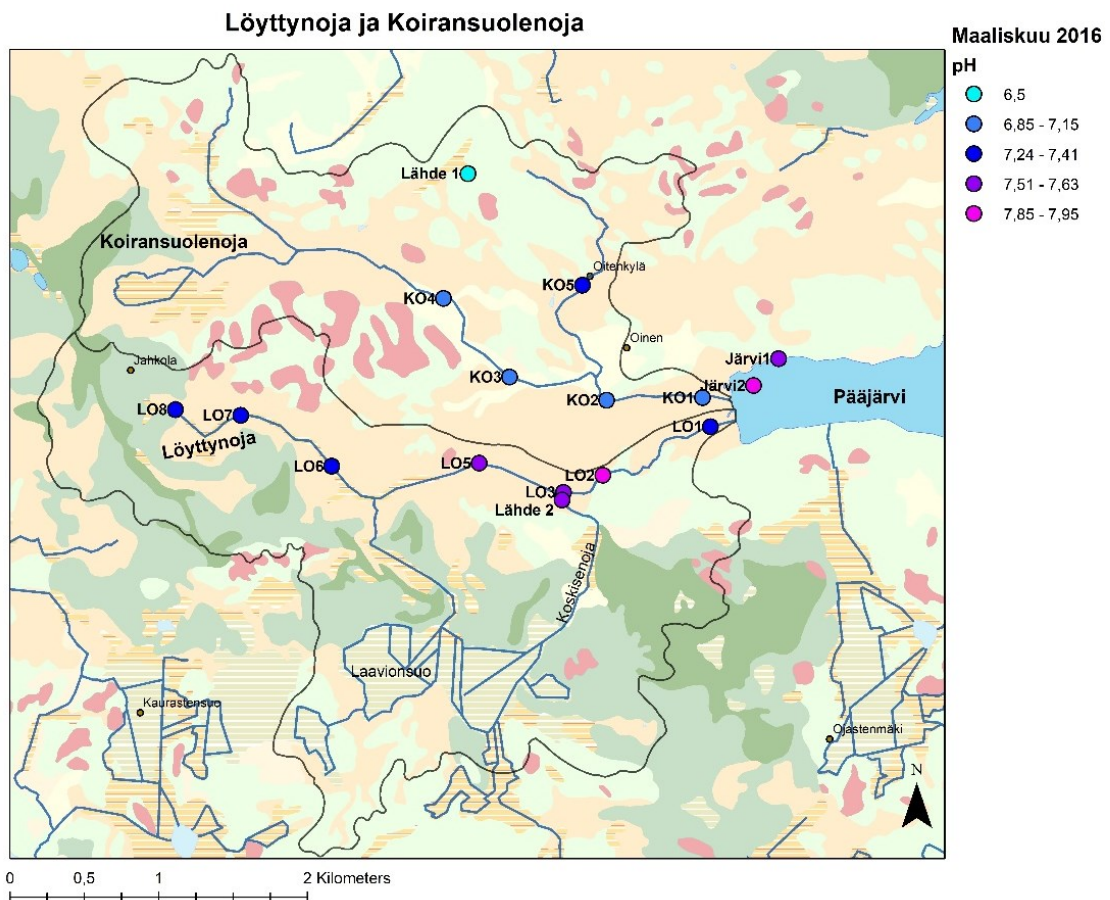 Löyttynoja ja Koiransuolenoja
Maaliskuu 2016
pH
6,5
6,85 - 7,15
7,24 - 7,41
7,51 - 7,63
7,85 - 7,95
Lähde 1
Koiransuolenoja
Oitenkylä
KO5
KO4
Oinen
Järvi1
Jahkola
KO3
Järvi2
Pääjärvi
KO2
KO1
LO8
LO7
LO1
Löyttynoja
LO6
LO5
LO2
LO3
Lähde 2
Koskisenoja
Laavionsuo
Kaurastensuo
Ojastenmäki
N
0 0,5 1 2 Kilometers